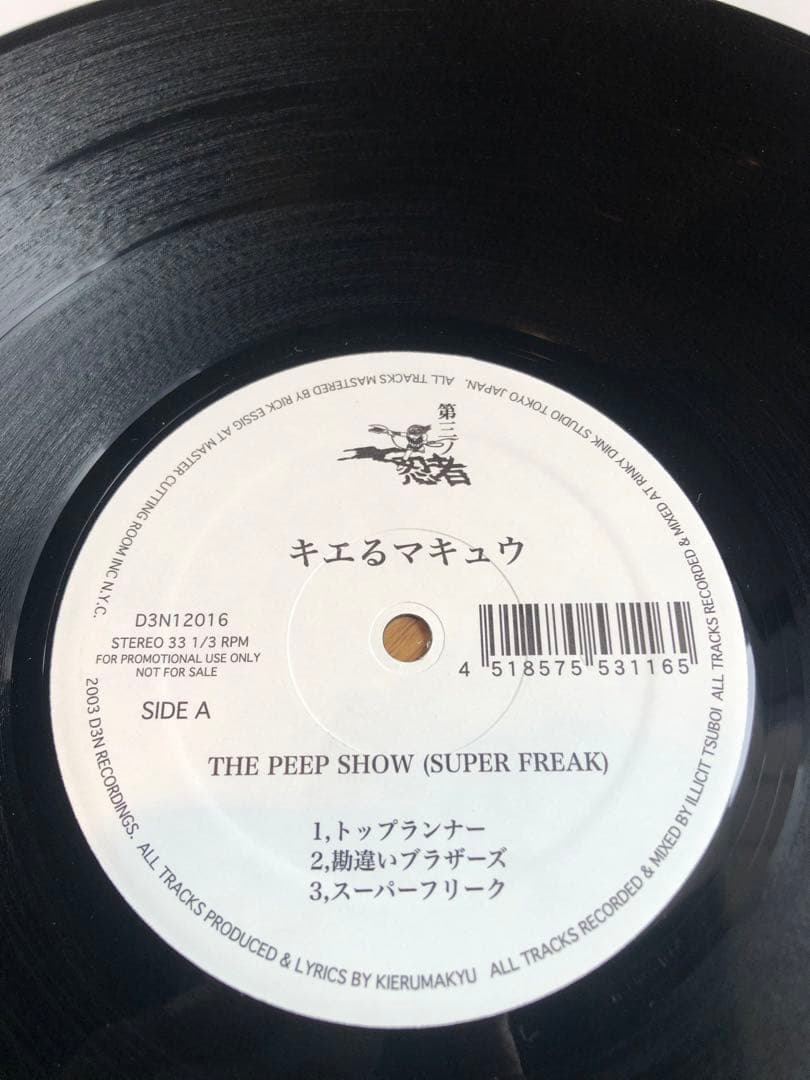 第三ノ
忍者
キエるマキュウ
D3N12016
STEREO 33 1/3 RPM
FOR PROMOTIONAL USE ONLY
NOT FOR SALE
SIDE A
4 518575 531165
THE PEEP SHOW (SUPER FREAK)
1,トップランナー
2,勘違いブラザーズ
3,スーパーフリーク
2003 D3N RECORDINGS. ALL TRACKS PRODUCED & LYRICS BY KIERUMAKYU ALL TRACKS RECORDED & MIXED BY ILLICIT TSUBOI ALL TRACKS RECORDED & MIXED AT RINKY DINK STUDIO TOKYO JAPAN. ALL TRACKS MASTERED BY RICK ESSIG AT MASTER CUTTING ROOM INC N.Y.C.